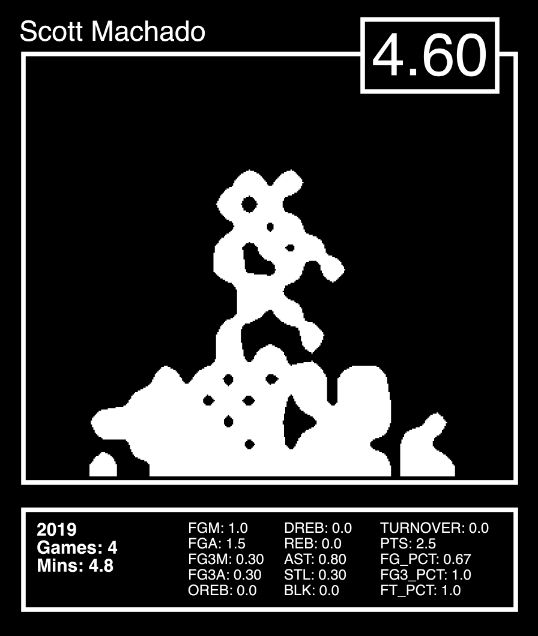 Scott Machado
4.60
2019
Games: 4
Mins: 4.8
FGM: 1.0
FGA: 1.5
FG3M: 0.30
FG3A: 0.30
OREB: 0.0
DREB: 0.0
REB: 0.0
AST: 0.80
STL: 0.30
BLK: 0.0
TURNOVER: 0.0
PTS: 2.5
FG_PCT: 0.67
FG3_PCT: 1.0
FT_PCT: 1.0